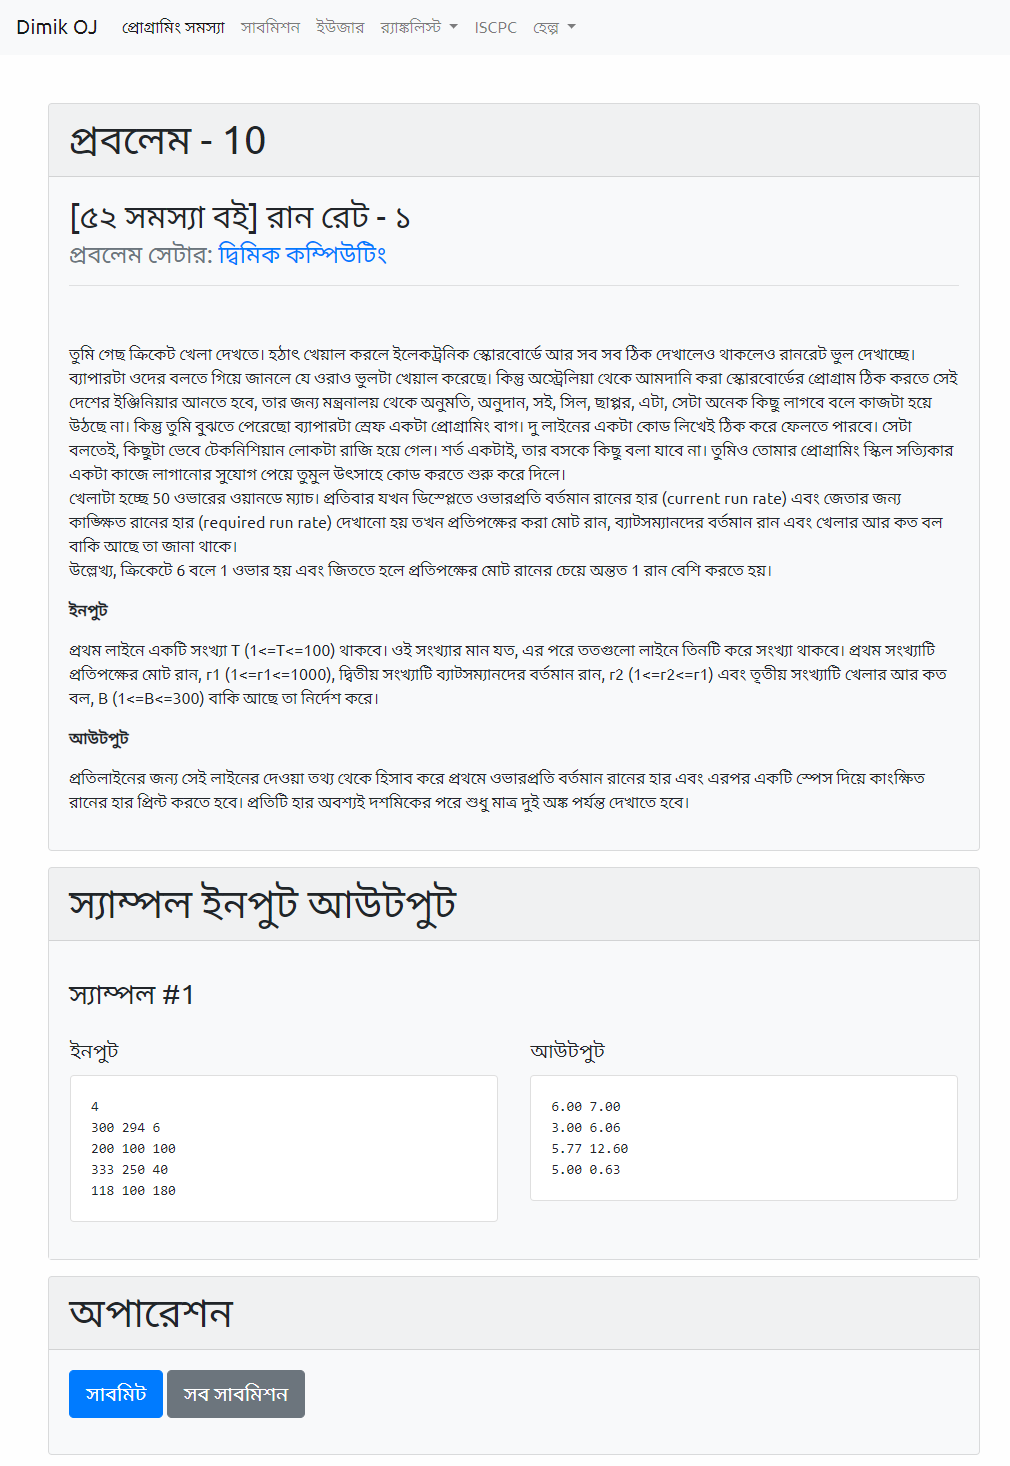 Dimik OJ প্রোগ্রামিং সমস্যা সাবমিশন ইউজার র‍্যাঙ্কলিস্ট ISCPC হেল্প
প্রবলেম - 10
[৫২ সমস্যা বই] রান রেট - ১
প্রবলেম সেটার: দ্বিমিক কম্পিউটিং
তুমি গেছ ক্রিকেট খেলা দেখতে। হঠাৎ খেয়াল করলে ইলেকট্রনিক স্কোরবোর্ডে আর সব সব ঠিক দেখালেও থাকলেও রানরেট ভুল দেখাচ্ছে।
ব্যাপারটা ওদের বলতে গিয়ে জানলে যে ওরাও ভুলটা খেয়াল করেছে। কিন্তু অস্ট্রেলিয়া থেকে আমদানি করা স্কোরবোর্ডের প্রোগ্রাম ঠিক করতে সেই
দেশের ইঞ্জিনিয়ার আনতে হবে, তার জন্য মন্ত্রনালয় থেকে অনুমতি, অনুদান, সই, সিল, ছাপ্পর, এটা, সেটা অনেক কিছু লাগবে বলে কাজটা হয়ে
উঠছে না। কিন্তু তুমি বুঝতে পেরেছো ব্যাপারটা স্রেফ একটা প্রোগ্রামিং বাগ। দু লাইনের একটা কোড লিখেই ঠিক করে ফেলতে পারবে। সেটা
বলতেই, কিছুটা ভেবে টেকনিশিয়ান লোকটা রাজি হয়ে গেল। শর্ত একটাই, তার বসকে কিছু বলা যাবে না। তুমিও তোমার প্রোগ্রামিং স্কিল সত্যিকার
একটা কাজে লাগানোর সুযোগ পেয়ে তুমুল উৎসাহে কোড করতে শুরু করে দিলে।
খেলাটা হচ্ছে 50 ওভারের ওয়ানডে ম্যাচ। প্রতিবার যখন ডিস্প্লেতে ওভারপ্রতি বর্তমান রানের হার (current run rate) এবং জেতার জন্য
কাঙ্ক্ষিত রানের হার (required run rate) দেখানো হয় তখন প্রতিপক্ষের করা মোট রান, ব্যাটসম্যানদের বর্তমান রান এবং খেলার আর কত বল
বাকি আছে তা জানা থাকে।
উল্লেখ্য, ক্রিকেটে 6 বলে 1 ওভার হয় এবং জিততে হলে প্রতিপক্ষের মোট রানের চেয়ে অন্তত 1 রান বেশি করতে হয়।
ইনপুট
প্রথম লাইনে একটি সংখ্যা T (1<=T<=100) থাকবে। ওই সংখ্যার মান যত, এর পরে ততগুলো লাইনে তিনটি করে সংখ্যা থাকবে। প্রথম সংখ্যাটি
প্রতিপক্ষের মোট রান, r1 (1<=r1<=1000), দ্বিতীয় সংখ্যাটি ব্যাটসম্যানদের বর্তমান রান, r2 (1<=r2<=r1) এবং তৃতীয় সংখ্যাটি খেলার আর কত
বল, B (1<=B<=300) বাকি আছে তা নির্দেশ করে।
আউটপুট
প্রতিলাইনের জন্য সেই লাইনের দেওয়া তথ্য থেকে হিসাব করে প্রথমে ওভারপ্রতি বর্তমান রানের হার এবং এরপর একটি স্পেস দিয়ে কাংক্ষিত
রানের হার প্রিন্ট করতে হবে। প্রতিটি হার অবশ্যই দশমিকের পরে শুধু মাত্র দুই অঙ্ক পর্যন্ত দেখাতে হবে।
স্যাম্পল ইনপুট আউটপুট
স্যাম্পল #1
ইনপুট
4
300 294 6
200 100 100
333 250 40
118 100 180
আউটপুট
6.00 7.00
3.00 6.06
5.77 12.60
5.00 0.63
অপারেশন
সাবমিট সব সাবমিশন